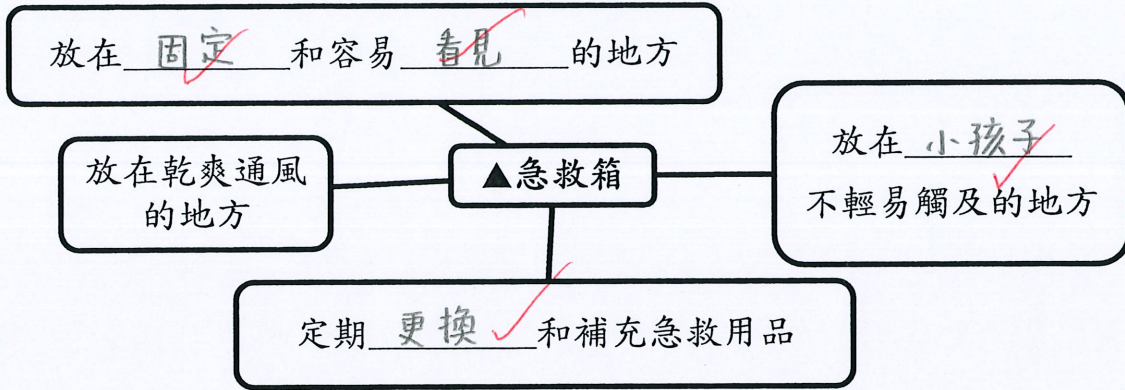 放在 固定 和容易 看見 的地方
放在乾爽通風
的地方
▲急救箱
放在 小孩子
不輕易觸及的地方
定期 更換 和補充急救用品